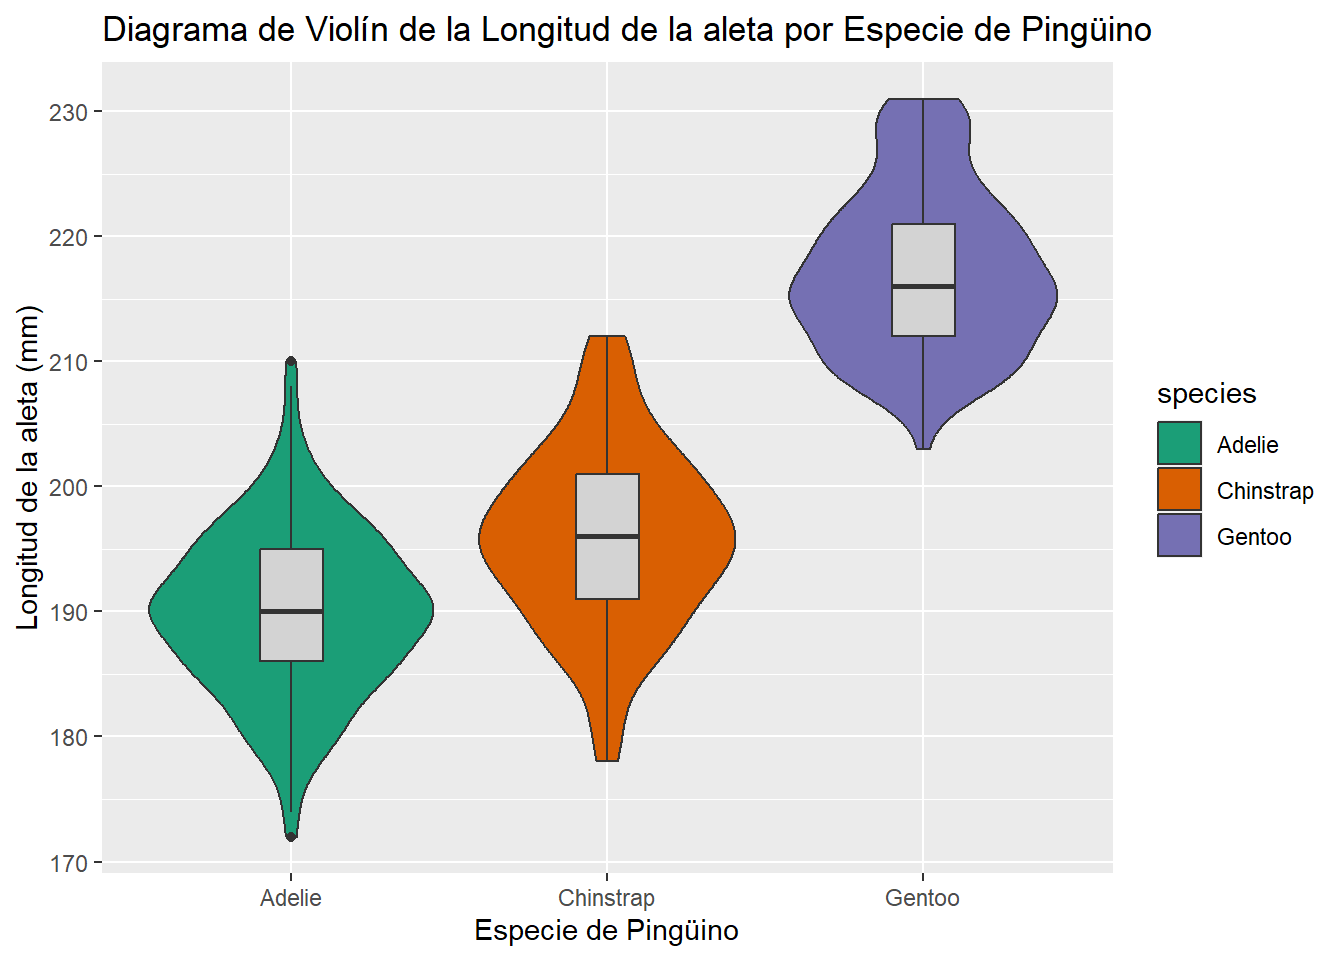 Diagrama de Violín de la Longitud de la aleta por Especie de Pingüino
Longitud de la aleta (mm)
230
220
210
200
190
180
170
Adelie
Chinstrap
Gentoo
Especie de Pingüino
species
Adelie
Chinstrap
Gentoo